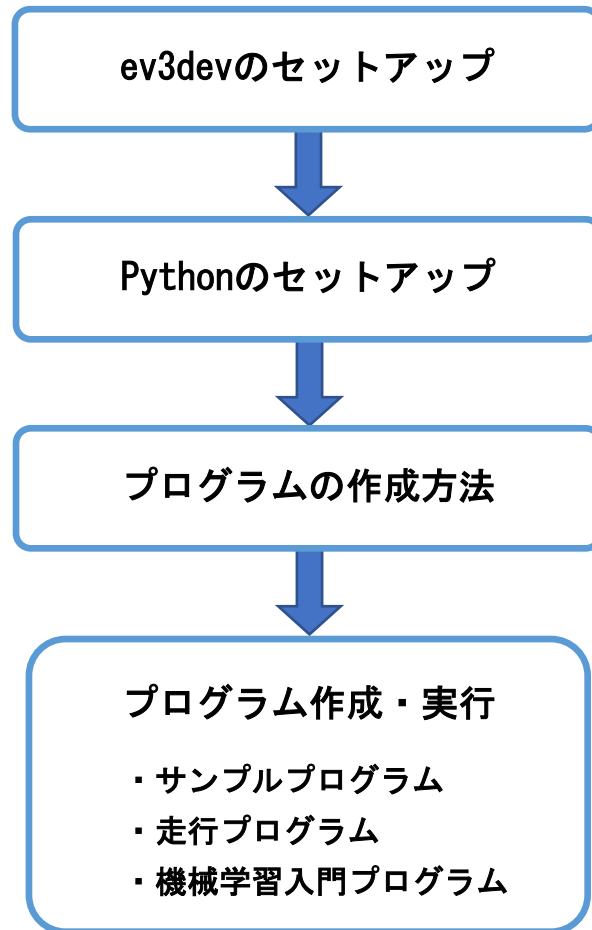 ev3devのセットアップ
Pythonのセットアップ
プログラムの作成方法
プログラム作成・実行
・サンプルプログラム
・走行プログラム
・機械学習入門プログラム